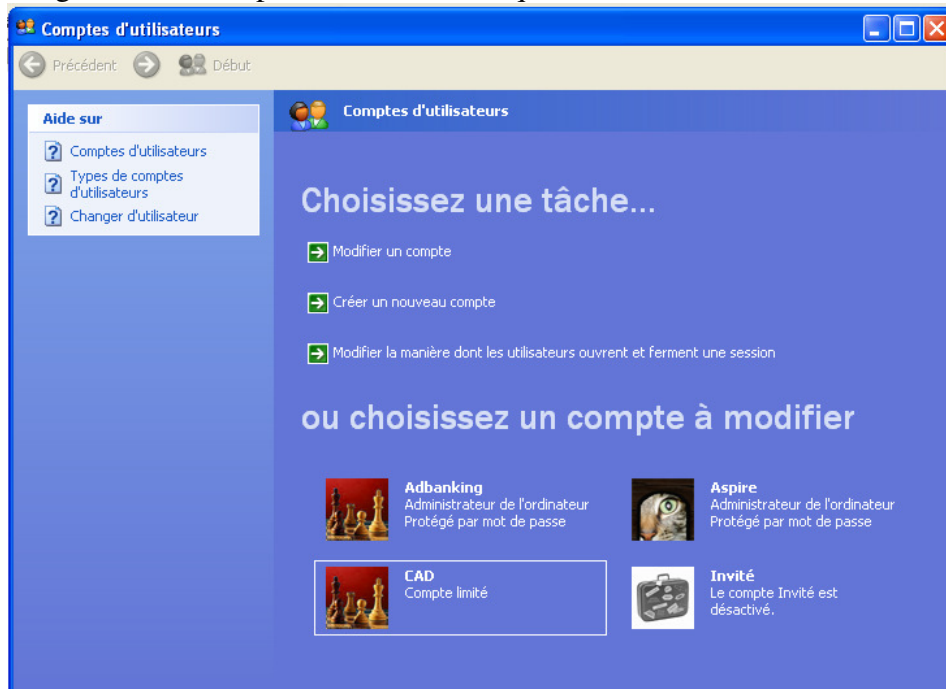 Comptes d'utilisateurs
Précédent Début
Aide sur
Comptes d'utilisateurs
Types de comptes
d'utilisateurs
Changer d'utilisateur
Comptes d'utilisateurs
Choisissez une tâche...
Modifier un compte
Créer un nouveau compte
Modifier la manière dont les utilisateurs ouvrent et ferment une session
ou choisissez un compte à modifier
Adbanking
Administrateur de l'ordinateur
Protégé par mot de passe
Aspire
Administrateur de l'ordinateur
Protégé par mot de passe
CAD
Compte limité
Invité
Le compte Invité est
désactivé.